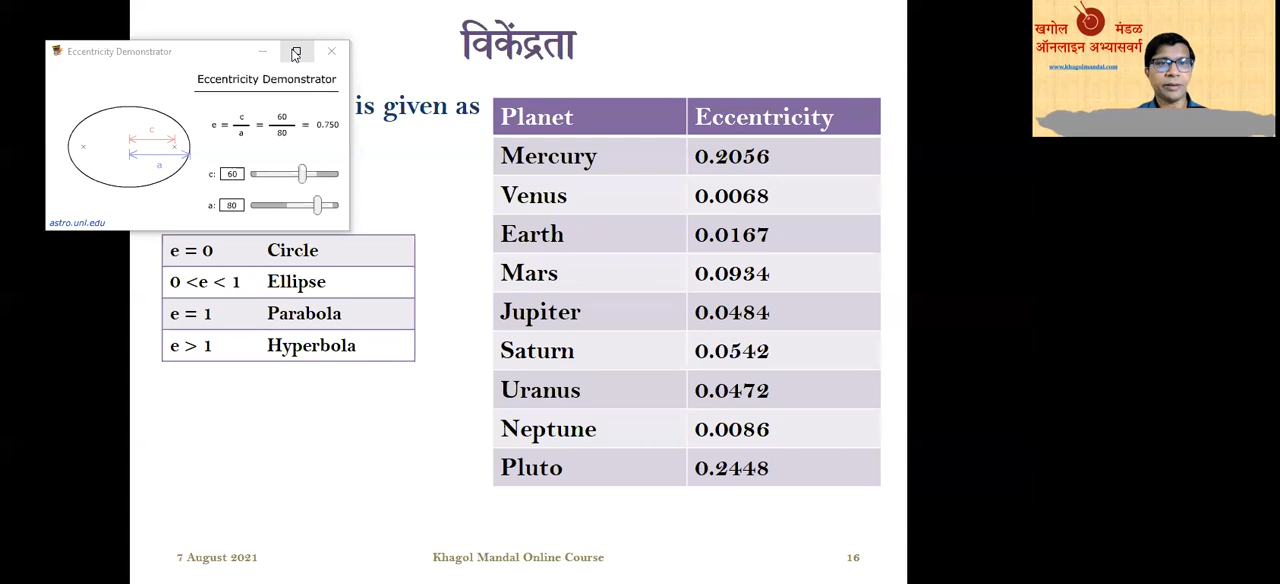 विकेंद्रता
खगोल मंडळ
ऑनलाइन अभ्यासवर्ग
www.khagolmandal.com
Eccentricity Demonstrator
Eccentricity Demonstrator
e = c/a = 60/80 = 0.750
c
a
c: 60
a: 80
astro.unl.edu
is given as
e = 0 Circle
0 <e < 1 Ellipse
e = 1 Parabola
e > 1 Hyperbola
Planet Eccentricity
Mercury 0.2056
Venus 0.0068
Earth 0.0167
Mars 0.0934
Jupiter 0.0484
Saturn 0.0542
Uranus 0.0472
Neptune 0.0086
Pluto 0.2448
7 August 2021 Khagol Mandal Online Course 16